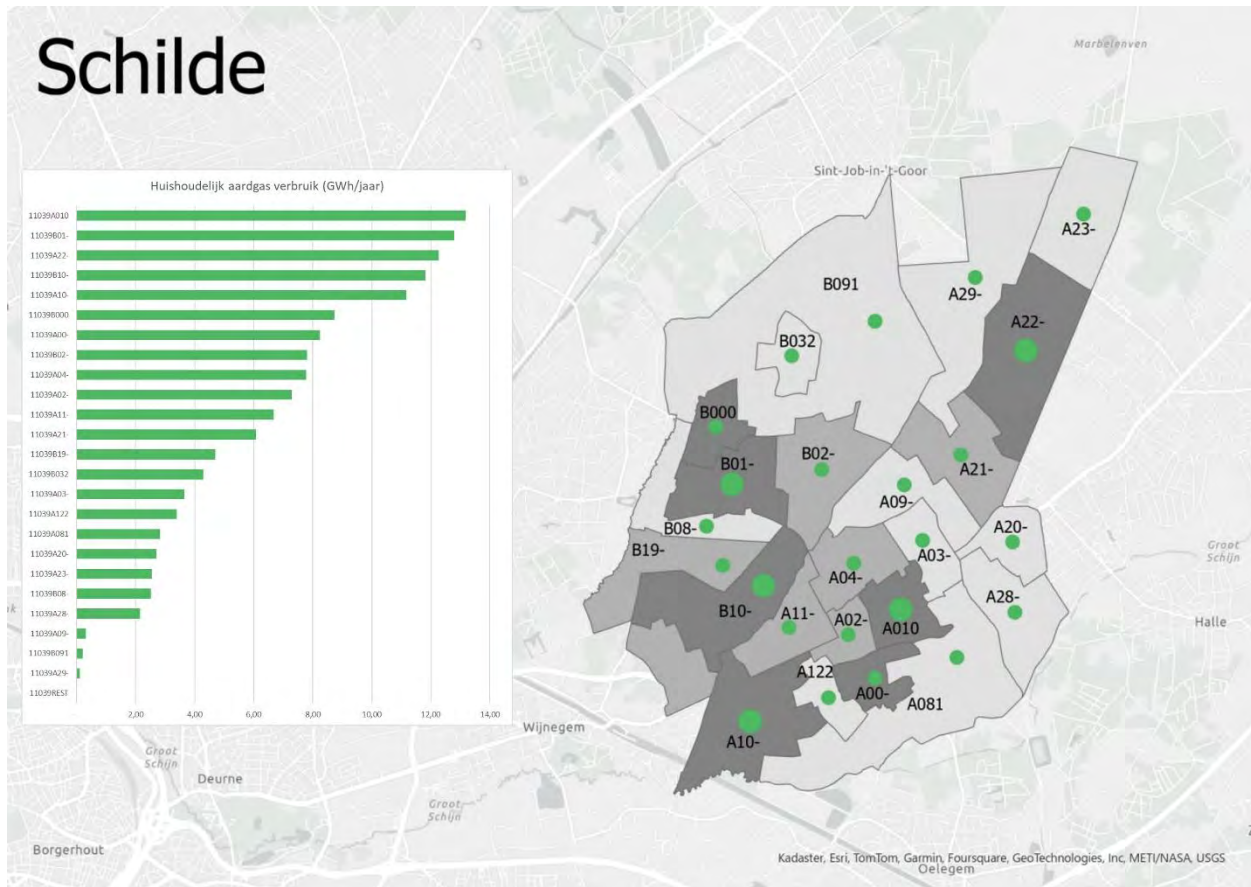 Schilde
Huishoudelijk aardgas verbruik (GWh/jaar)
11039A010
11039B01-
11039A22-
11039B10-
11039A10-
11039B000
11039A00-
11039B02-
11039A04-
11039A02-
11039A11-
11039A21-
11039B19-
11039B032
11039A03-
11039A122
11039A081
11039A20-
11039A23-
11039B08-
11039A28-
11039A09-
11039B091
11039A29-
11039REST
2,00 4,00 6,00 8,00 10,00 12,00 14,00
Marbelenven
Sint-Job-in-'t-Goor
A23-
B091
A29-
A22-
B032
B000
B02-
B01-
A21-
A09-
B08-
A20-
B19-
A03-
A04-
A28-
B10-
A11-
A02-
A010
A122
A00-
A081
A10-
Groot
Schijn
Halle
Wijnegem
Groot
Schijn
Deurne
Groot
Schijn
Borgerhout
Kadaster, Esri, TomTom, Garmin, Foursquare, GeoTechnologies, Inc, METI/NASA, USGS
Oelegem